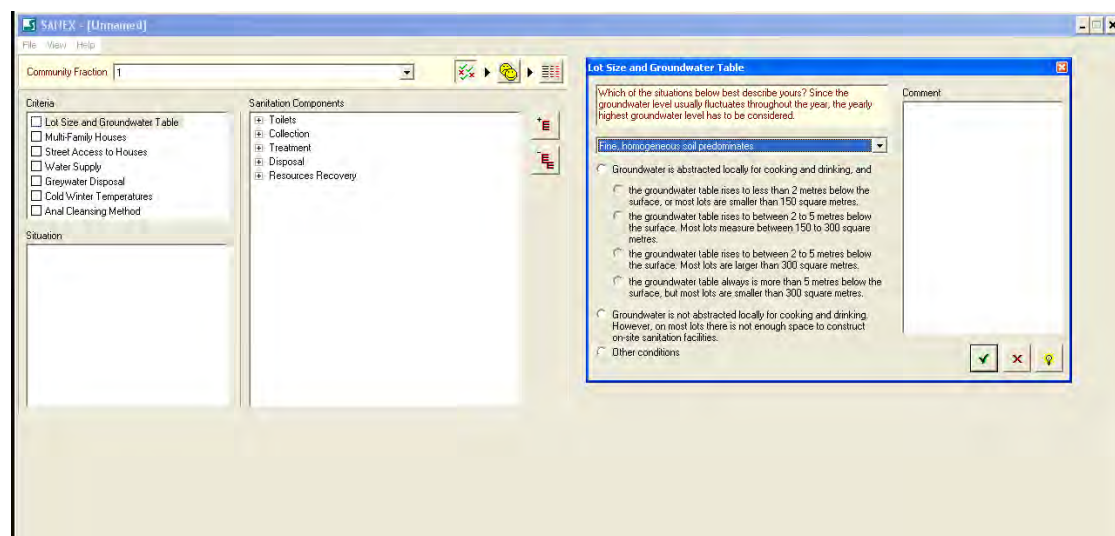 SANEX - [Unnamed]
File View Help
Community Fraction 1
Criteria
Lot Size and Groundwater Table
Multi-Family Houses
Street Access to Houses
Water Supply
Greywater Disposal
Cold Winter Temperatures
Anal Cleansing Method
Situation
Sanitation Components
Toilets
Collection
Treatment
Disposal
Resources Recovery
Lot Size and Groundwater Table
Which of the situations below best describe yours? Since the
groundwater level usually fluctuates throughout the year, the yearly
highest groundwater level has to be considered.
Fine, homogeneous soil predominates
Groundwater is abstracted locally for cooking and drinking, and
the groundwater table rises to less than 2 metres below the
surface, or most lots are smaller than 150 square metres.
the groundwater table rises to between 2 to 5 metres below
the surface. Most lots measure between 150 to 300 square
metres.
the groundwater table rises to between 2 to 5 metres below
the surface. Most lots are larger than 300 square metres.
the groundwater table always is more than 5 metres below the
surface, but most lots are smaller than 300 square metres.
Groundwater is not abstracted locally for cooking and drinking.
However, on most lots there is not enough space to construct
on-site sanitation facilities.
Other conditions
Comment